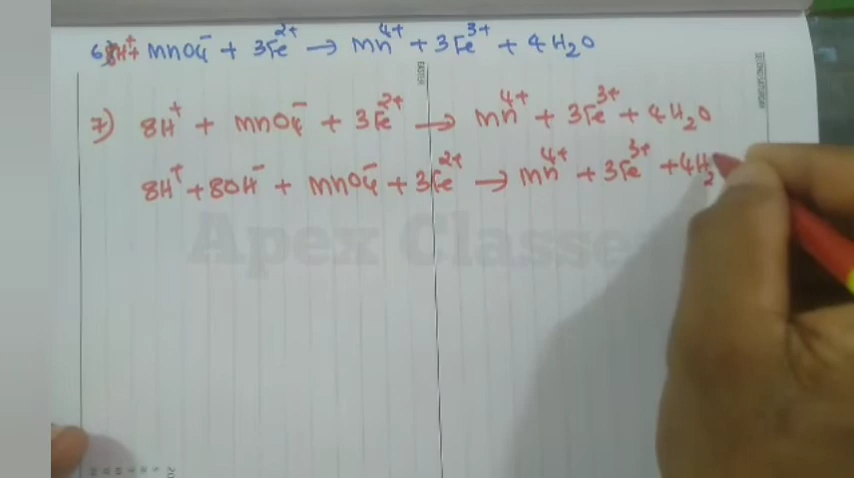 6) 8H⁺ + mnO₄⁻ + 3Fe²⁺ → Mn⁴⁺ + 3Fe³⁺ + 4H₂O
7) 8H⁺ + mnO₄⁻ + 3Fe²⁺ → mn⁴⁺ + 3Fe³⁺ + 4H₂O
8H⁺ + 8OH⁻ + mnO₄⁻ + 3Fe²⁺ → mn⁴⁺ + 3Fe³⁺ + 4H₂
Apex Classe